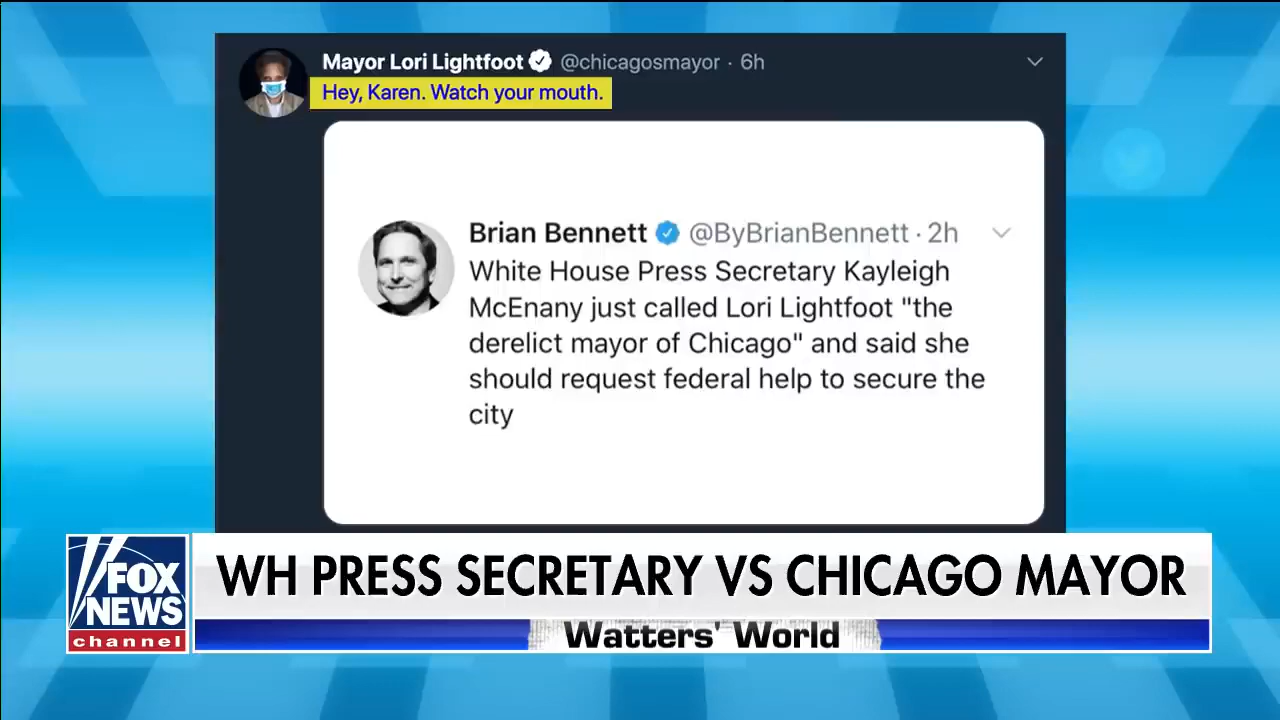 Mayor Lori Lightfoot @chicagosmayor · 6h
Hey, Karen. Watch your mouth.
Brian Bennett @ByBrianBennett · 2h
White House Press Secretary Kayleigh
McEnany just called Lori Lightfoot "the
derelict mayor of Chicago" and said she
should request federal help to secure the
city
FOX
NEWS
channel
WH PRESS SECRETARY VS CHICAGO MAYOR
Watters' World